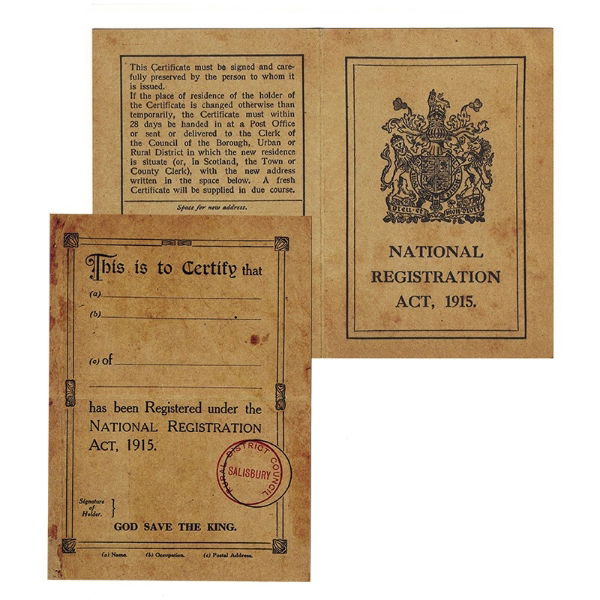 This Certificate must be signed and care-
fully preserved by the person to whom it
is issued.
If the place of residence of the holder of
the Certificate is changed otherwise than
temporarily, the Certificate must within
28 days be handed in at a Post Office
or sent or delivered to the Clerk of
the Council of the Borough, Urban or
Rural District in which the new residence
is situate (or, in Scotland, the Town or
County Clerk), with the new address
written in the space below. A fresh
Certificate will be supplied in due course.
Space for new address.
NATIONAL
REGISTRATION
ACT, 1915.
This is to Certify that
(a)
(b)
(c) of
has been Registered under the
NATIONAL REGISTRATION
ACT, 1915.
RURAL DISTRICT COUNCIL
SALISBURY
Signature
of
Holder.
GOD SAVE THE KING.
(a) Name. (b) Occupation. (c) Postal Address.